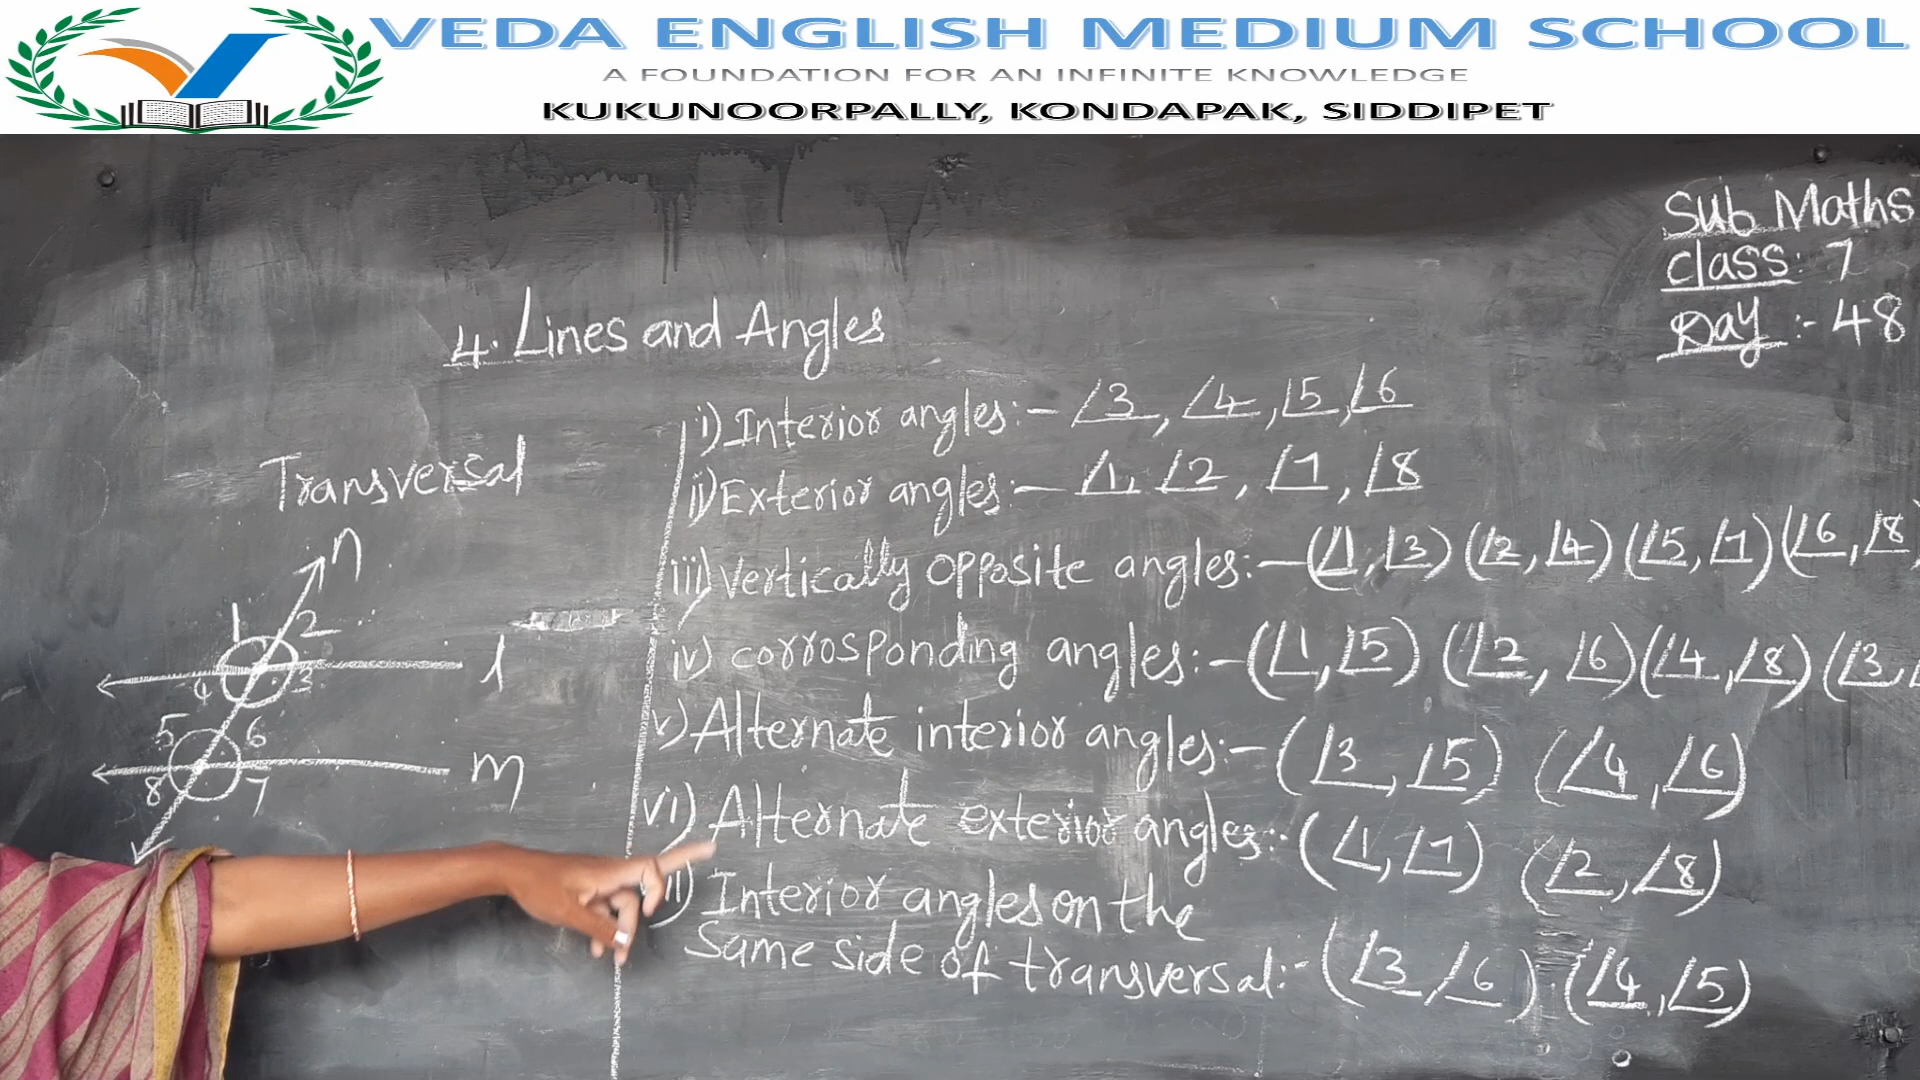 VEDA ENGLISH MEDIUM SCHOOL
A FOUNDATION FOR AN INFINITE KNOWLEDGE
KUKUNOORPALLY, KONDAPAK, SIDDIPET
Sub Maths
Class: 7
Day :- 48
4. Lines and Angles
Transversal
n
1 2
l
4 3
5 6
m
8 7
i) Interior angles:- ∠3, ∠4, ∠5, ∠6
ii) Exterior angles:- ∠1, ∠2, ∠7, ∠8
iii) Vertically opposite angles:- (∠1, ∠3) (∠2, ∠4) (∠5, ∠7) (∠6, ∠8)
iv) corrosponding angles:- (∠1, ∠5) (∠2, ∠6) (∠4, ∠8) (∠3,
v) Alternate interior angles:- (∠3, ∠5) (∠4, ∠6)
vi) Alternate exterior angles:- (∠1, ∠7) (∠2, ∠8)
ii) Interior angles on the
Same side of transversal:- (∠3, ∠6) (∠4, ∠5)